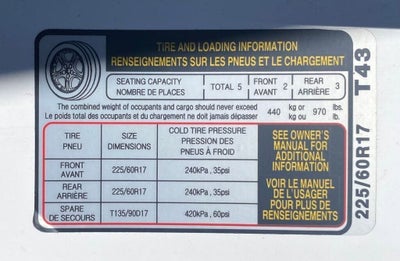 TIRE AND LOADING INFORMATION
RENSEIGNEMENTS SUR LES PNEUS ET LE CHARGEMENT
SEATING CAPACITY
NOMBRE DE PLACES
TOTAL 5
FRONT
AVANT 2
REAR
ARRIÈRE 3
The combined weight of occupants and cargo should never exceed
Le poids total des occupants et du chargement ne doit jamais dépasser
440 kg or
kg ou
970 lbs.
lb.
TIRE
PNEU
SIZE
DIMENSIONS
COLD TIRE PRESSURE
PRESSION DES
PNEUS À FROID
FRONT
AVANT
225/60R17
240kPa , 35psi
REAR
ARRIÈRE
225/60R17
240kPa , 35psi
SPARE
DE SECOURS
T135/90D17
420kPa , 60psi
SEE OWNER'S
MANUAL FOR
ADDITIONAL
INFORMATION
VOIR LE MANUEL
DE L'USAGER
POUR PLUS DE
RENSEIGNEMENTS
225/60R17 T43